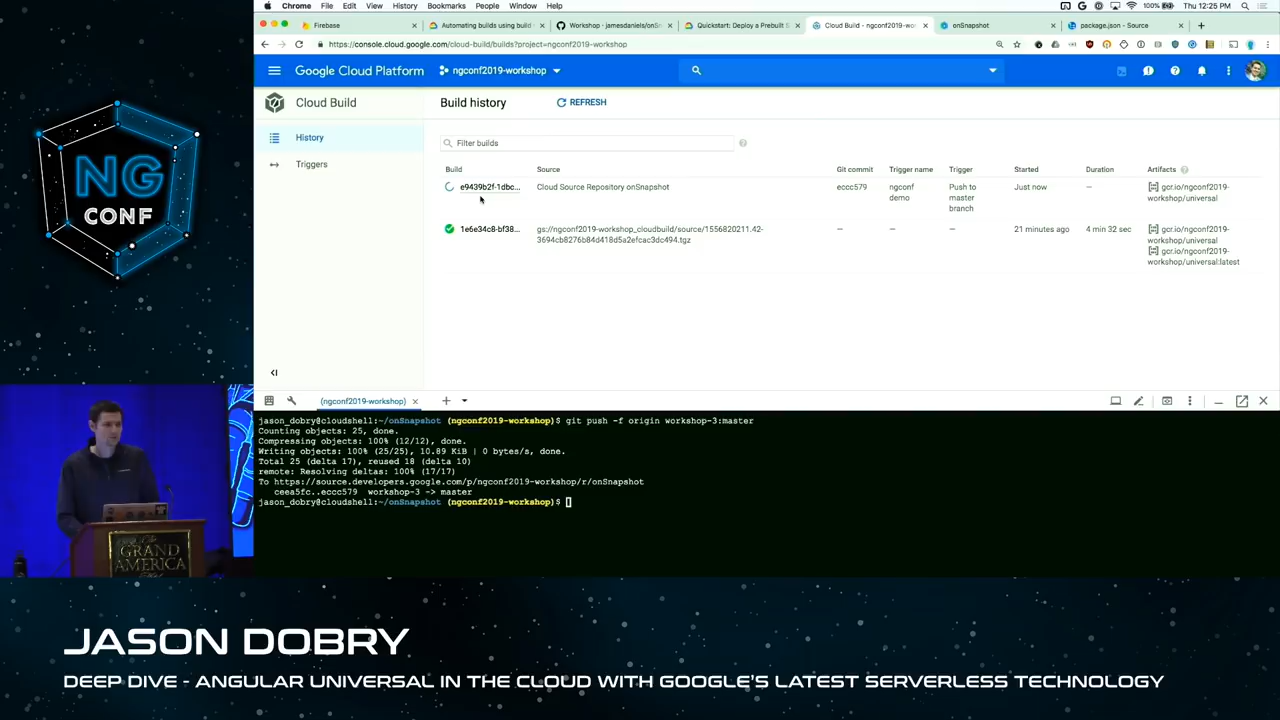 Chrome File Edit View History Bookmarks People Window Help
100% Thu 12:25 PM
Firebase
Automating builds using build
Workshop · jamesdaniels/onSn
Quickstart: Deploy a Prebuilt
Cloud Build - ngconf2019-wo
onSnapshot
package.json - Source
https://console.cloud.google.com/cloud-build/builds?project=ngconf2019-workshop
Google Cloud Platform
ngconf2019-workshop
Cloud Build
History
Triggers
Build history
REFRESH
Filter builds
Build Source Git commit Trigger name Trigger Started Duration Artifacts
e9439b2f-1dbc... Cloud Source Repository onSnapshot eccc579 ngconf Push to Just now — gcr.io/ngconf2019-
demo master workshop/universal
branch
1e6e34c8-bf38... gs://ngconf2019-workshop_cloudbuild/source/1556820211.42- — — — 21 minutes ago 4 min 32 sec gcr.io/ngconf2019-
3694cb8276b84d418d5a2efcac3dc494.tgz workshop/universal
gcr.io/ngconf2019-
workshop/universal:latest
(ngconf2019-workshop)
jason_dobry@cloudshell:~/onSnapshot (ngconf2019-workshop)$ git push -f origin workshop-3:master
Counting objects: 25, done.
Compressing objects: 100% (12/12), done.
Writing objects: 100% (25/25), 10.89 KiB | 0 bytes/s, done.
Total 25 (delta 17), reused 18 (delta 10)
remote: Resolving deltas: 100% (17/17)
To https://source.developers.google.com/p/ngconf2019-workshop/r/onSnapshot
ceea5fc..eccc579 workshop-3 -> master
jason_dobry@cloudshell:~/onSnapshot (ngconf2019-workshop)$
NG
CONF
GRAND
AMERICA
JASON DOBRY
DEEP DIVE - ANGULAR UNIVERSAL IN THE CLOUD WITH GOOGLE'S LATEST SERVERLESS TECHNOLOGY